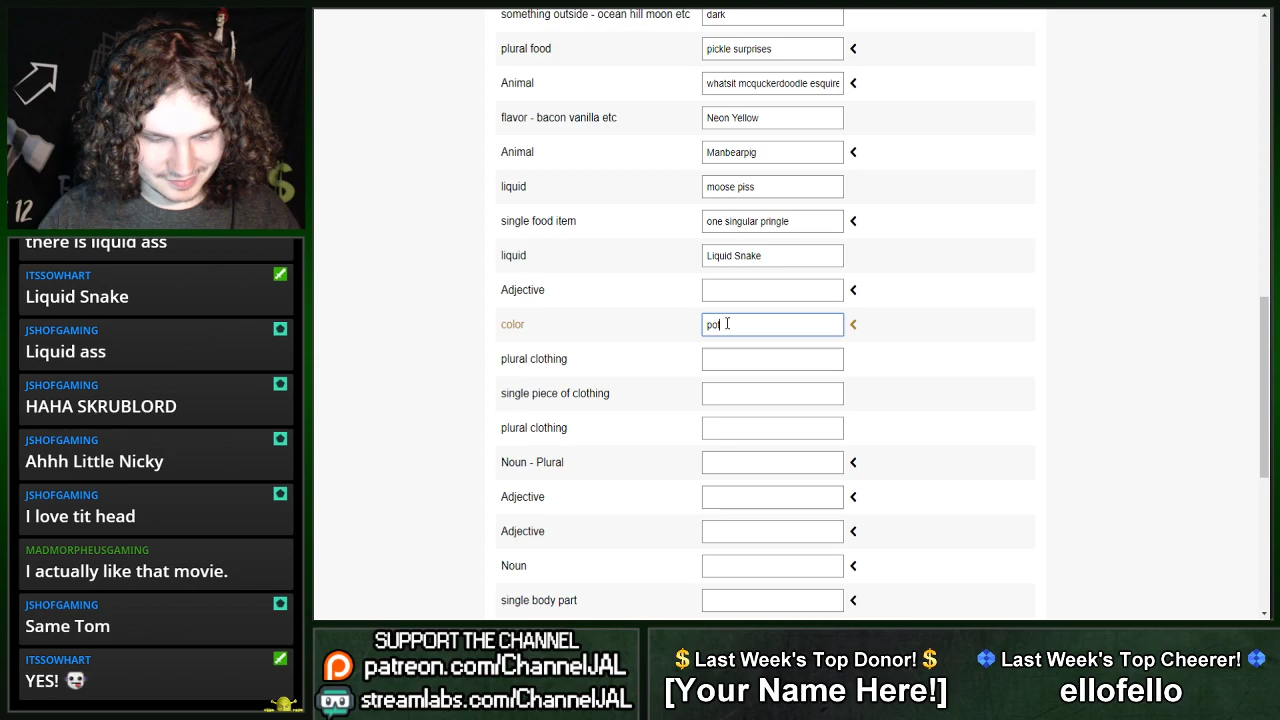 12
there is liquid ass
ITSSOWHART
Liquid Snake
JSHOFGAMING
Liquid ass
JSHOFGAMING
HAHA SKRUBLORD
JSHOFGAMING
Ahhh Little Nicky
JSHOFGAMING
I love tit head
MADMORPHEUSGAMING
I actually like that movie.
JSHOFGAMING
Same Tom
ITSSOWHART
YES!
something outside - ocean hill moon etc dark
plural food pickle surprises
Animal whatsit mcquckerdoodle esquire
flavor - bacon vanilla etc Neon Yellow
Animal Manbearpig
liquid moose piss
single food item one singular pringle
liquid Liquid Snake
Adjective
color pot
plural clothing
single piece of clothing
plural clothing
Noun - Plural
Adjective
Adjective
Noun
single body part
SUPPORT THE CHANNEL
patreon.com/ChannelJAL
streamlabs.com/ChannelJAL
$ Last Week's Top Donor! $
[Your Name Here!]
Last Week's Top Cheerer!
ellofello